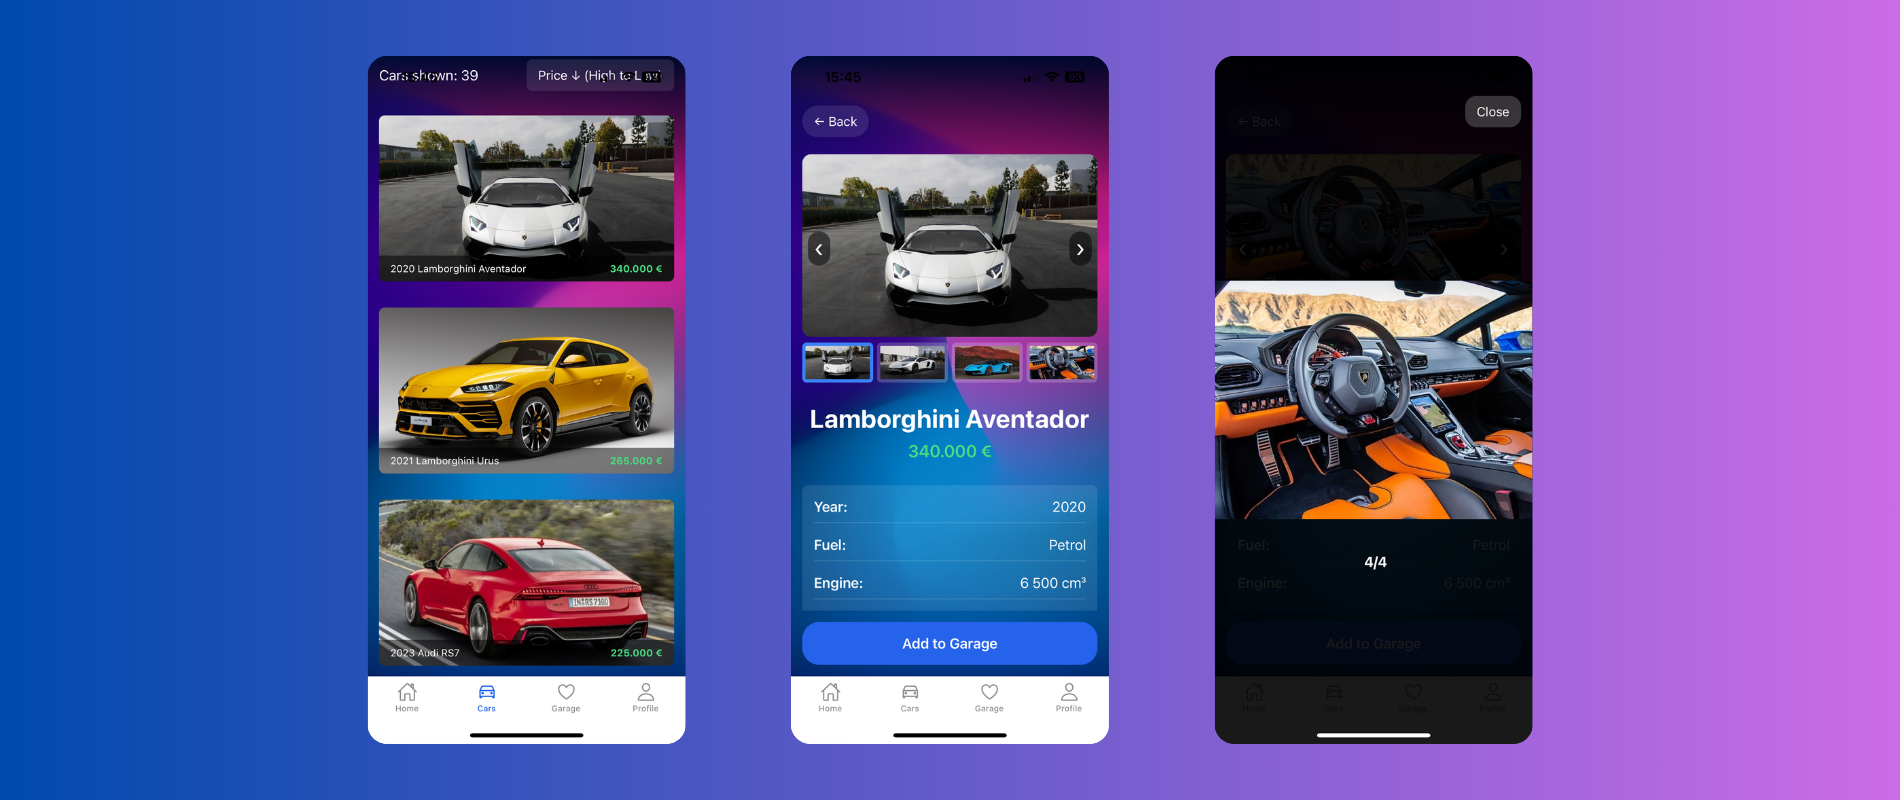 Cars shown: 39
Price ↓ (High to Low)
2020 Lamborghini Aventador
340.000 €
2021 Lamborghini Urus
265.000 €
2023 Audi RS7
225.000 €
Home
Cars
Garage
Profile
15:45
93
← Back
Lamborghini Aventador
340.000 €
Year:
2020
Fuel:
Petrol
Engine:
6 500 cm³
Add to Garage
Home
Cars
Garage
Profile
Close
← Back
4/4
Fuel:
Petrol
Engine:
6 500 cm³
Add to Garage
Home
Cars
Garage
Profile